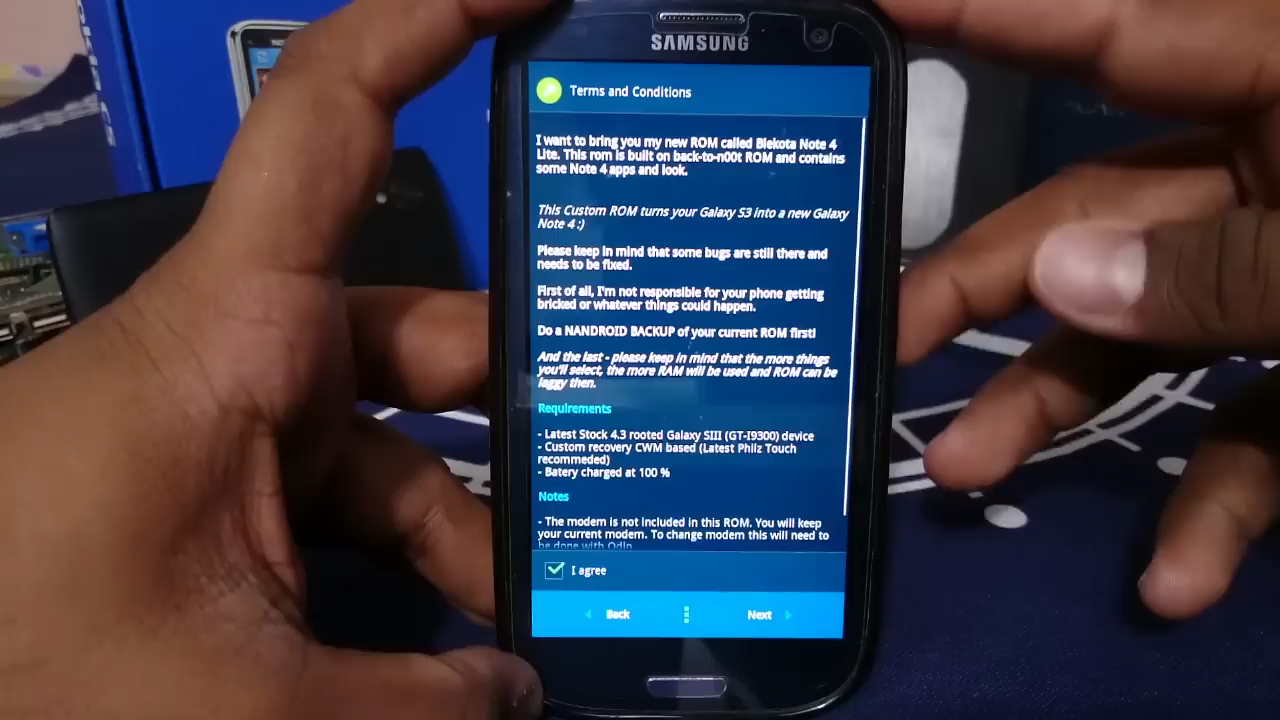 SAMSUNG
Terms and Conditions
I want to bring you my new ROM called Blekota Note 4
Lite. This rom is built on back-to-n00t ROM and contains
some Note 4 apps and look.
This Custom ROM turns your Galaxy S3 into a new Galaxy
Note 4 :)
Please keep in mind that some bugs are still there and
needs to be fixed.
First of all, I'm not responsible for your phone getting
bricked or whatever things could happen.
Do a NANDROID BACKUP of your current ROM first!
And the last - please keep in mind that the more things
you'll select, the more RAM will be used and ROM can be
laggy then.
Requirements
- Latest Stock 4.3 rooted Galaxy SIII (GT-I9300) device
- Custom recovery CWM based (Latest Philz Touch
recommeded)
- Batery charged at 100 %
Notes
- The modem is not included in this ROM. You will keep
your current modem. To change modem this will need to
be done with Odin
I agree
Back
Next